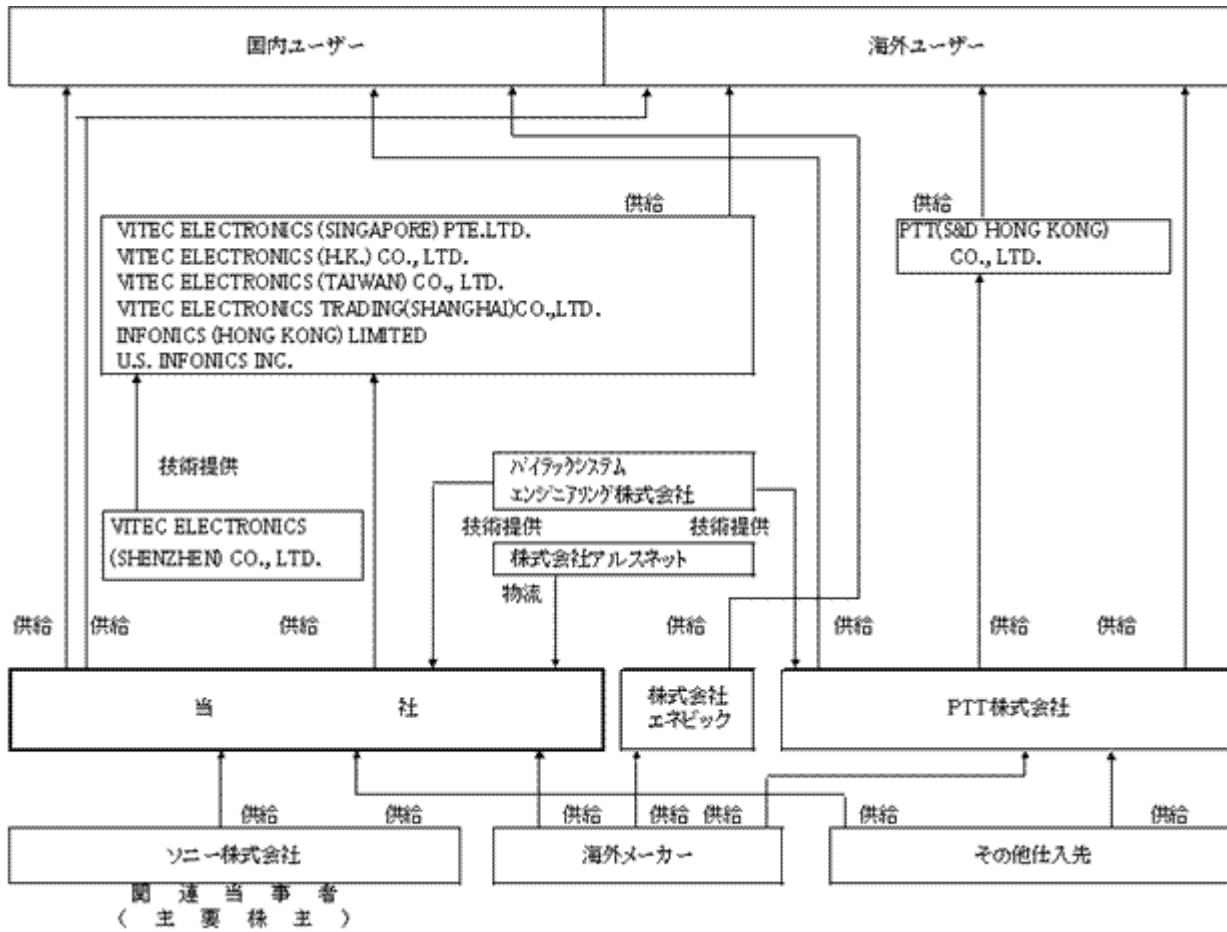 国内ユーザー
海外ユーザー
供給
供給
VITEC ELECTRONICS (SINGAPORE) PTE.LTD.
VITEC ELECTRONICS (H.K.) CO., LTD.
VITEC ELECTRONICS (TAIWAN) CO., LTD.
VITEC ELECTRONICS TRADING(SHANGHAI)CO.,LTD.
INFONICS (HONG KONG) LIMITED
U.S. INFONICS INC.
PTT(S&D HONG KONG)
CO., LTD.
技術提供
バイテックシステム
エンジニアリング株式会社
VITEC ELECTRONICS
(SHENZHEN) CO., LTD.
技術提供
技術提供
株式会社アルスネット
物流
供給
供給
供給
供給
供給
供給
供給
当 社
株式会社
エネビック
PTT株式会社
供給
供給
供給
供給
供給
供給
供給
ソニー株式会社
海外メーカー
その他仕入先
関 連 当 事 者
( 主 要 株 主 )